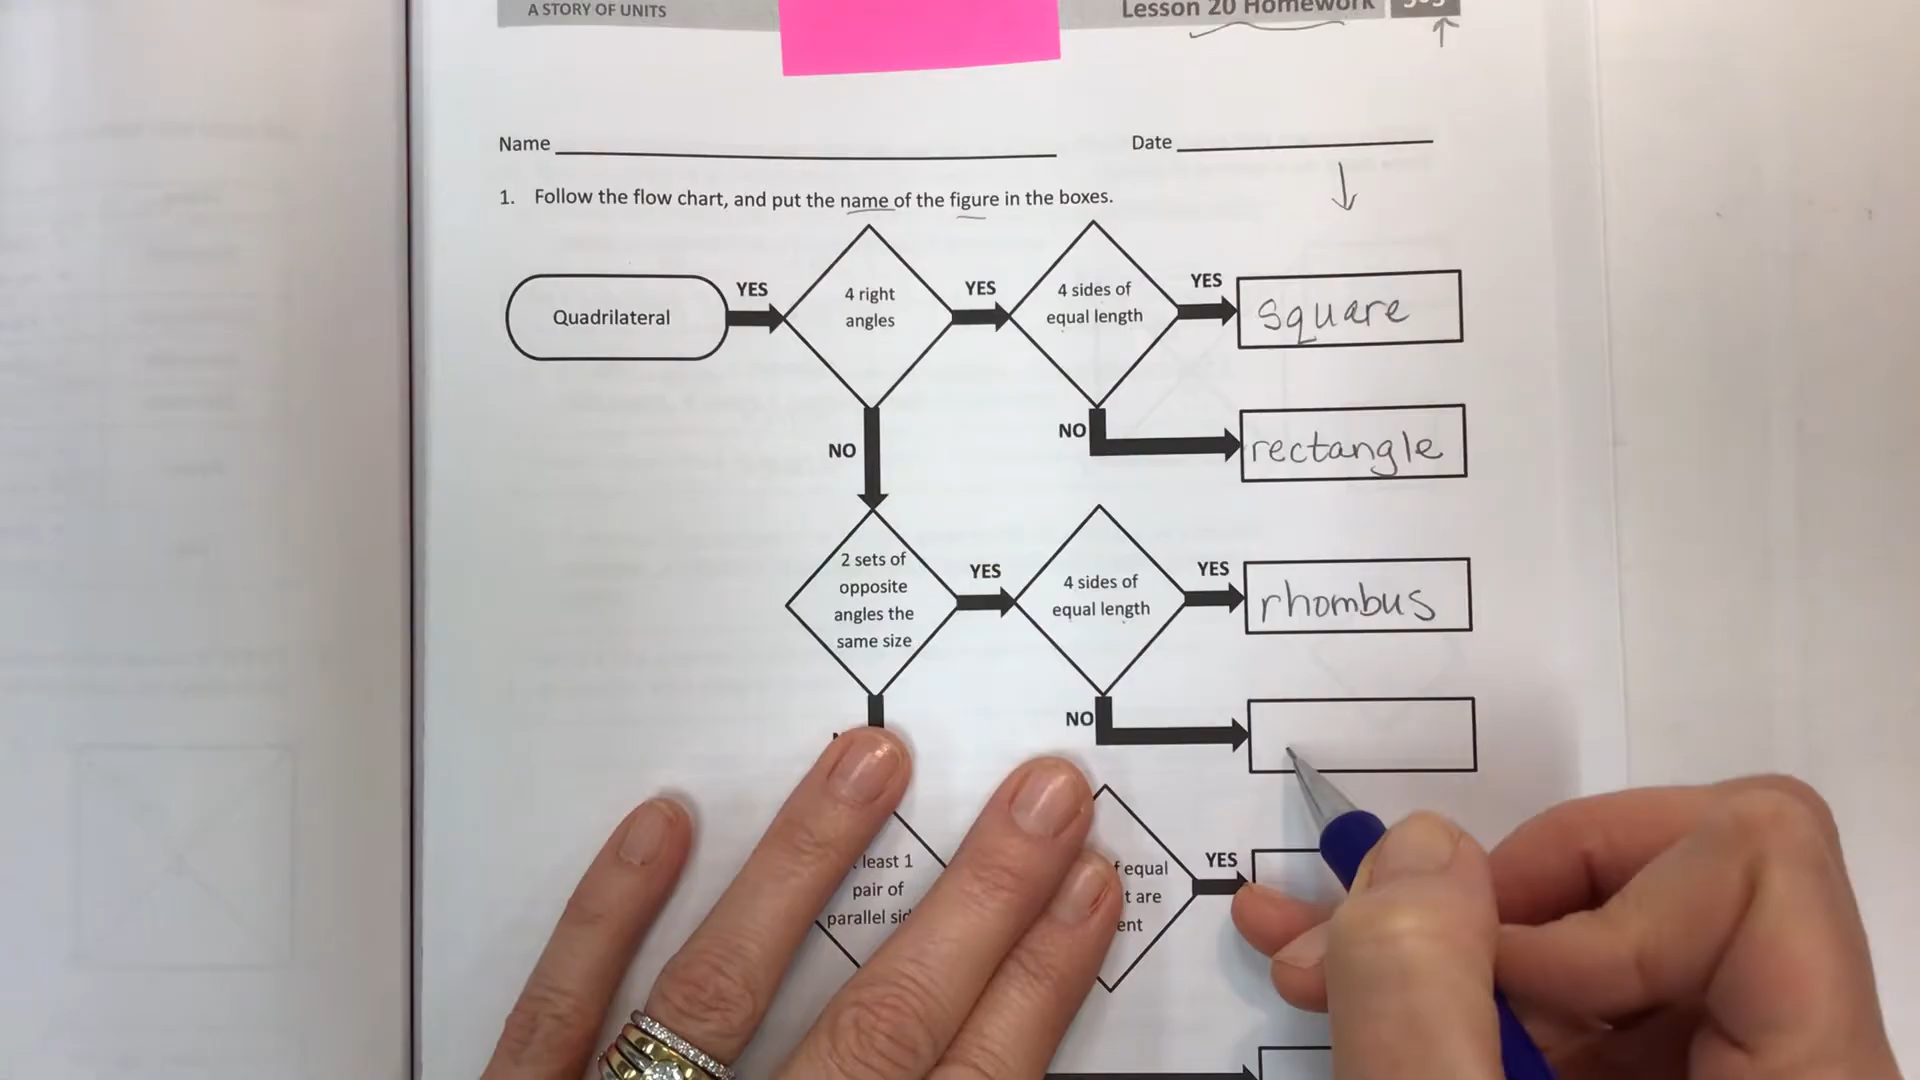 A STORY OF UNITS
Lesson 20 Homework
Name
Date
1. Follow the flow chart, and put the name of the figure in the boxes.
Quadrilateral
YES
4 right
angles
YES
4 sides of
equal length
YES
square
NO
NO
rectangle
2 sets of
opposite
angles the
same size
YES
4 sides of
equal length
YES
rhombus
NO
least 1
pair of
parallel
equal
are
YES